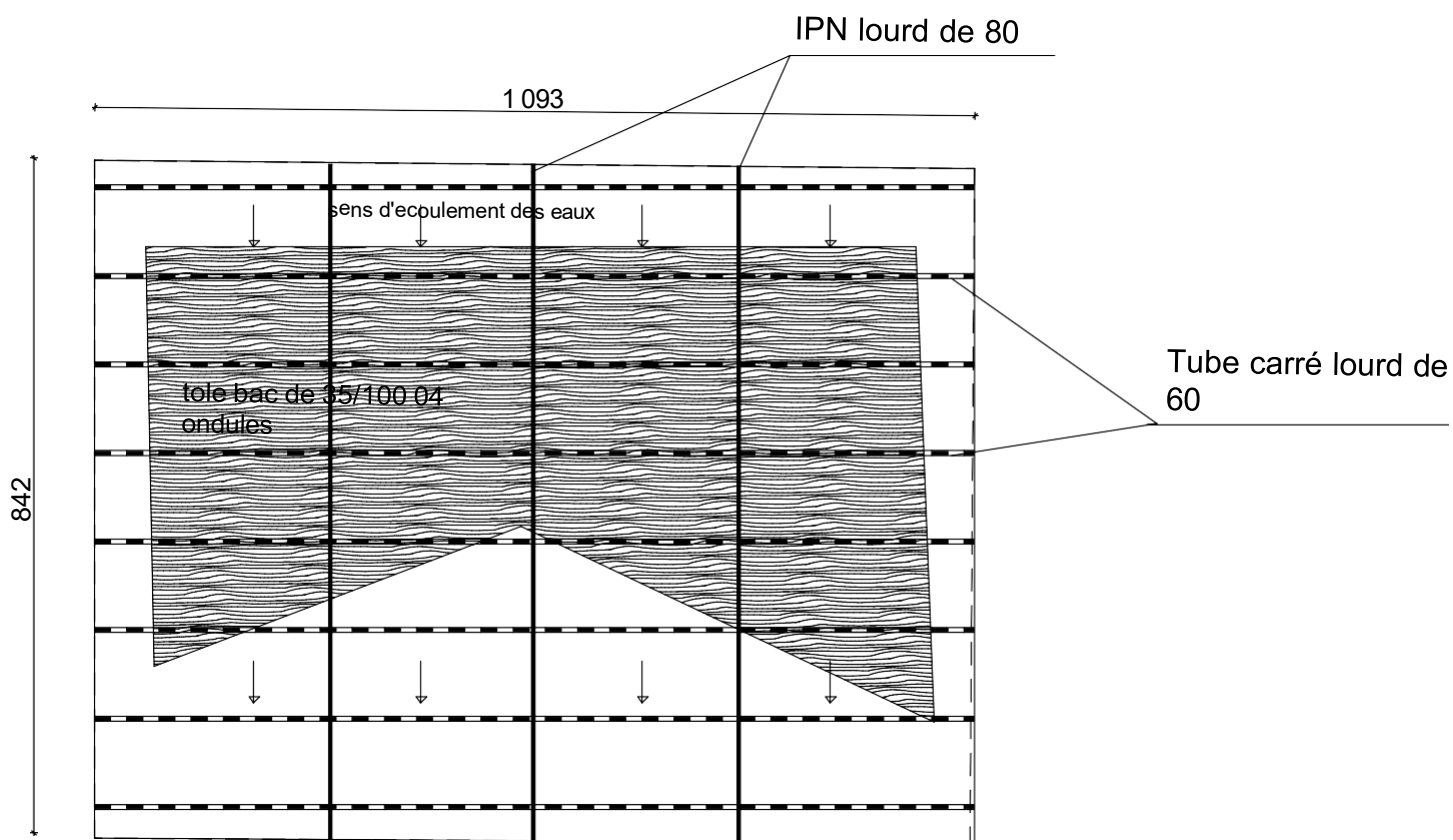 IPN lourd de 80
1 093
sens d'ecoulement des eaux
Tube carré lourd de
60
tole bac de 35/100 04
ondules
842